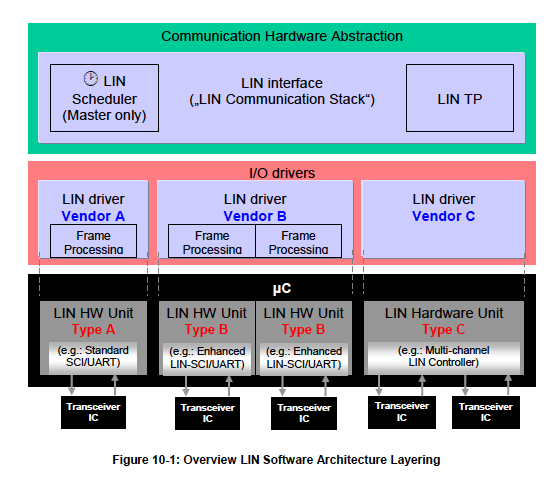 Communication Hardware Abstraction
LIN
Scheduler
(Master only)
LIN interface
(„LIN Communication Stack“)
LIN TP
I/O drivers
LIN driver
Vendor A
Frame
Processing
LIN driver
Vendor B
Frame
Processing
Frame
Processing
LIN driver
Vendor C
µC
LIN HW Unit
Type A
(e.g.: Standard
SCI/UART)
LIN HW Unit
Type B
(e.g.: Enhanced
LIN-SCI/UART)
LIN HW Unit
Type B
(e.g.: Enhanced
LIN-SCI/UART)
LIN Hardware Unit
Type C
(e.g.: Multi-channel
LIN Controller)
Transceiver
IC
Transceiver
IC
Transceiver
IC
Transceiver
IC
Transceiver
IC
Figure 10-1: Overview LIN Software Architecture Layering